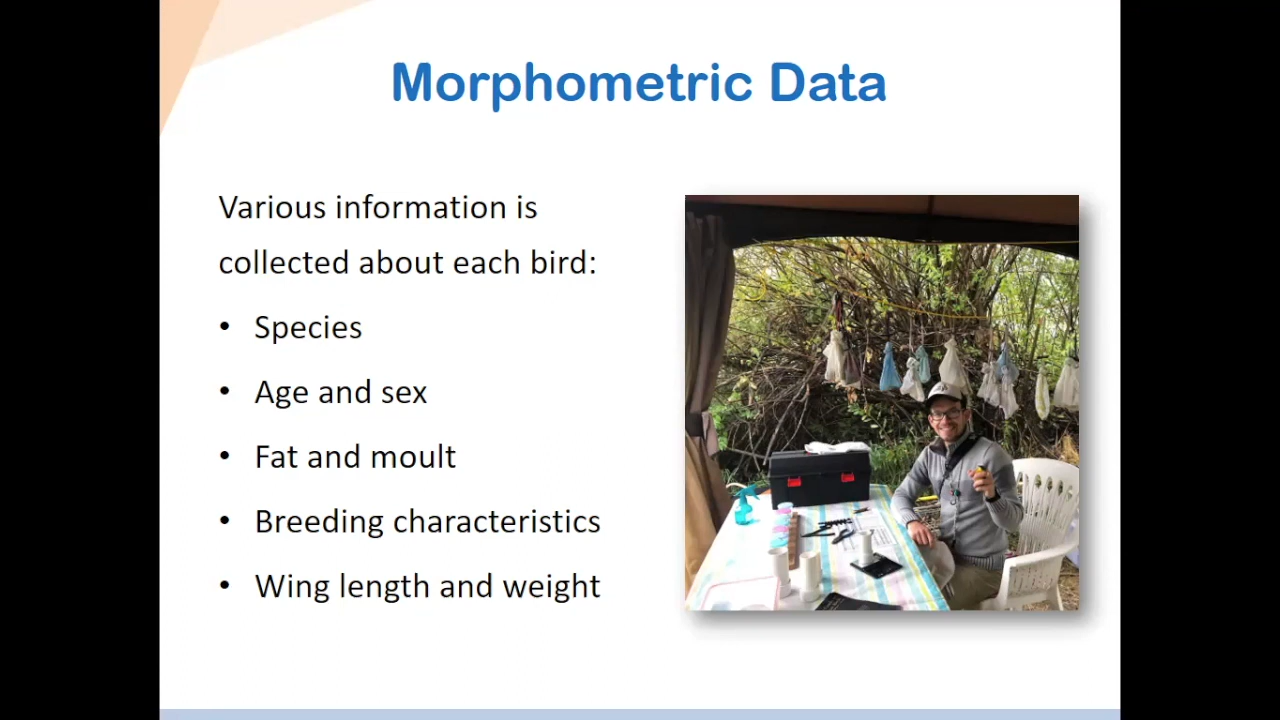 Morphometric Data
Various information is
collected about each bird:
• Species
• Age and sex
• Fat and moult
• Breeding characteristics
• Wing length and weight